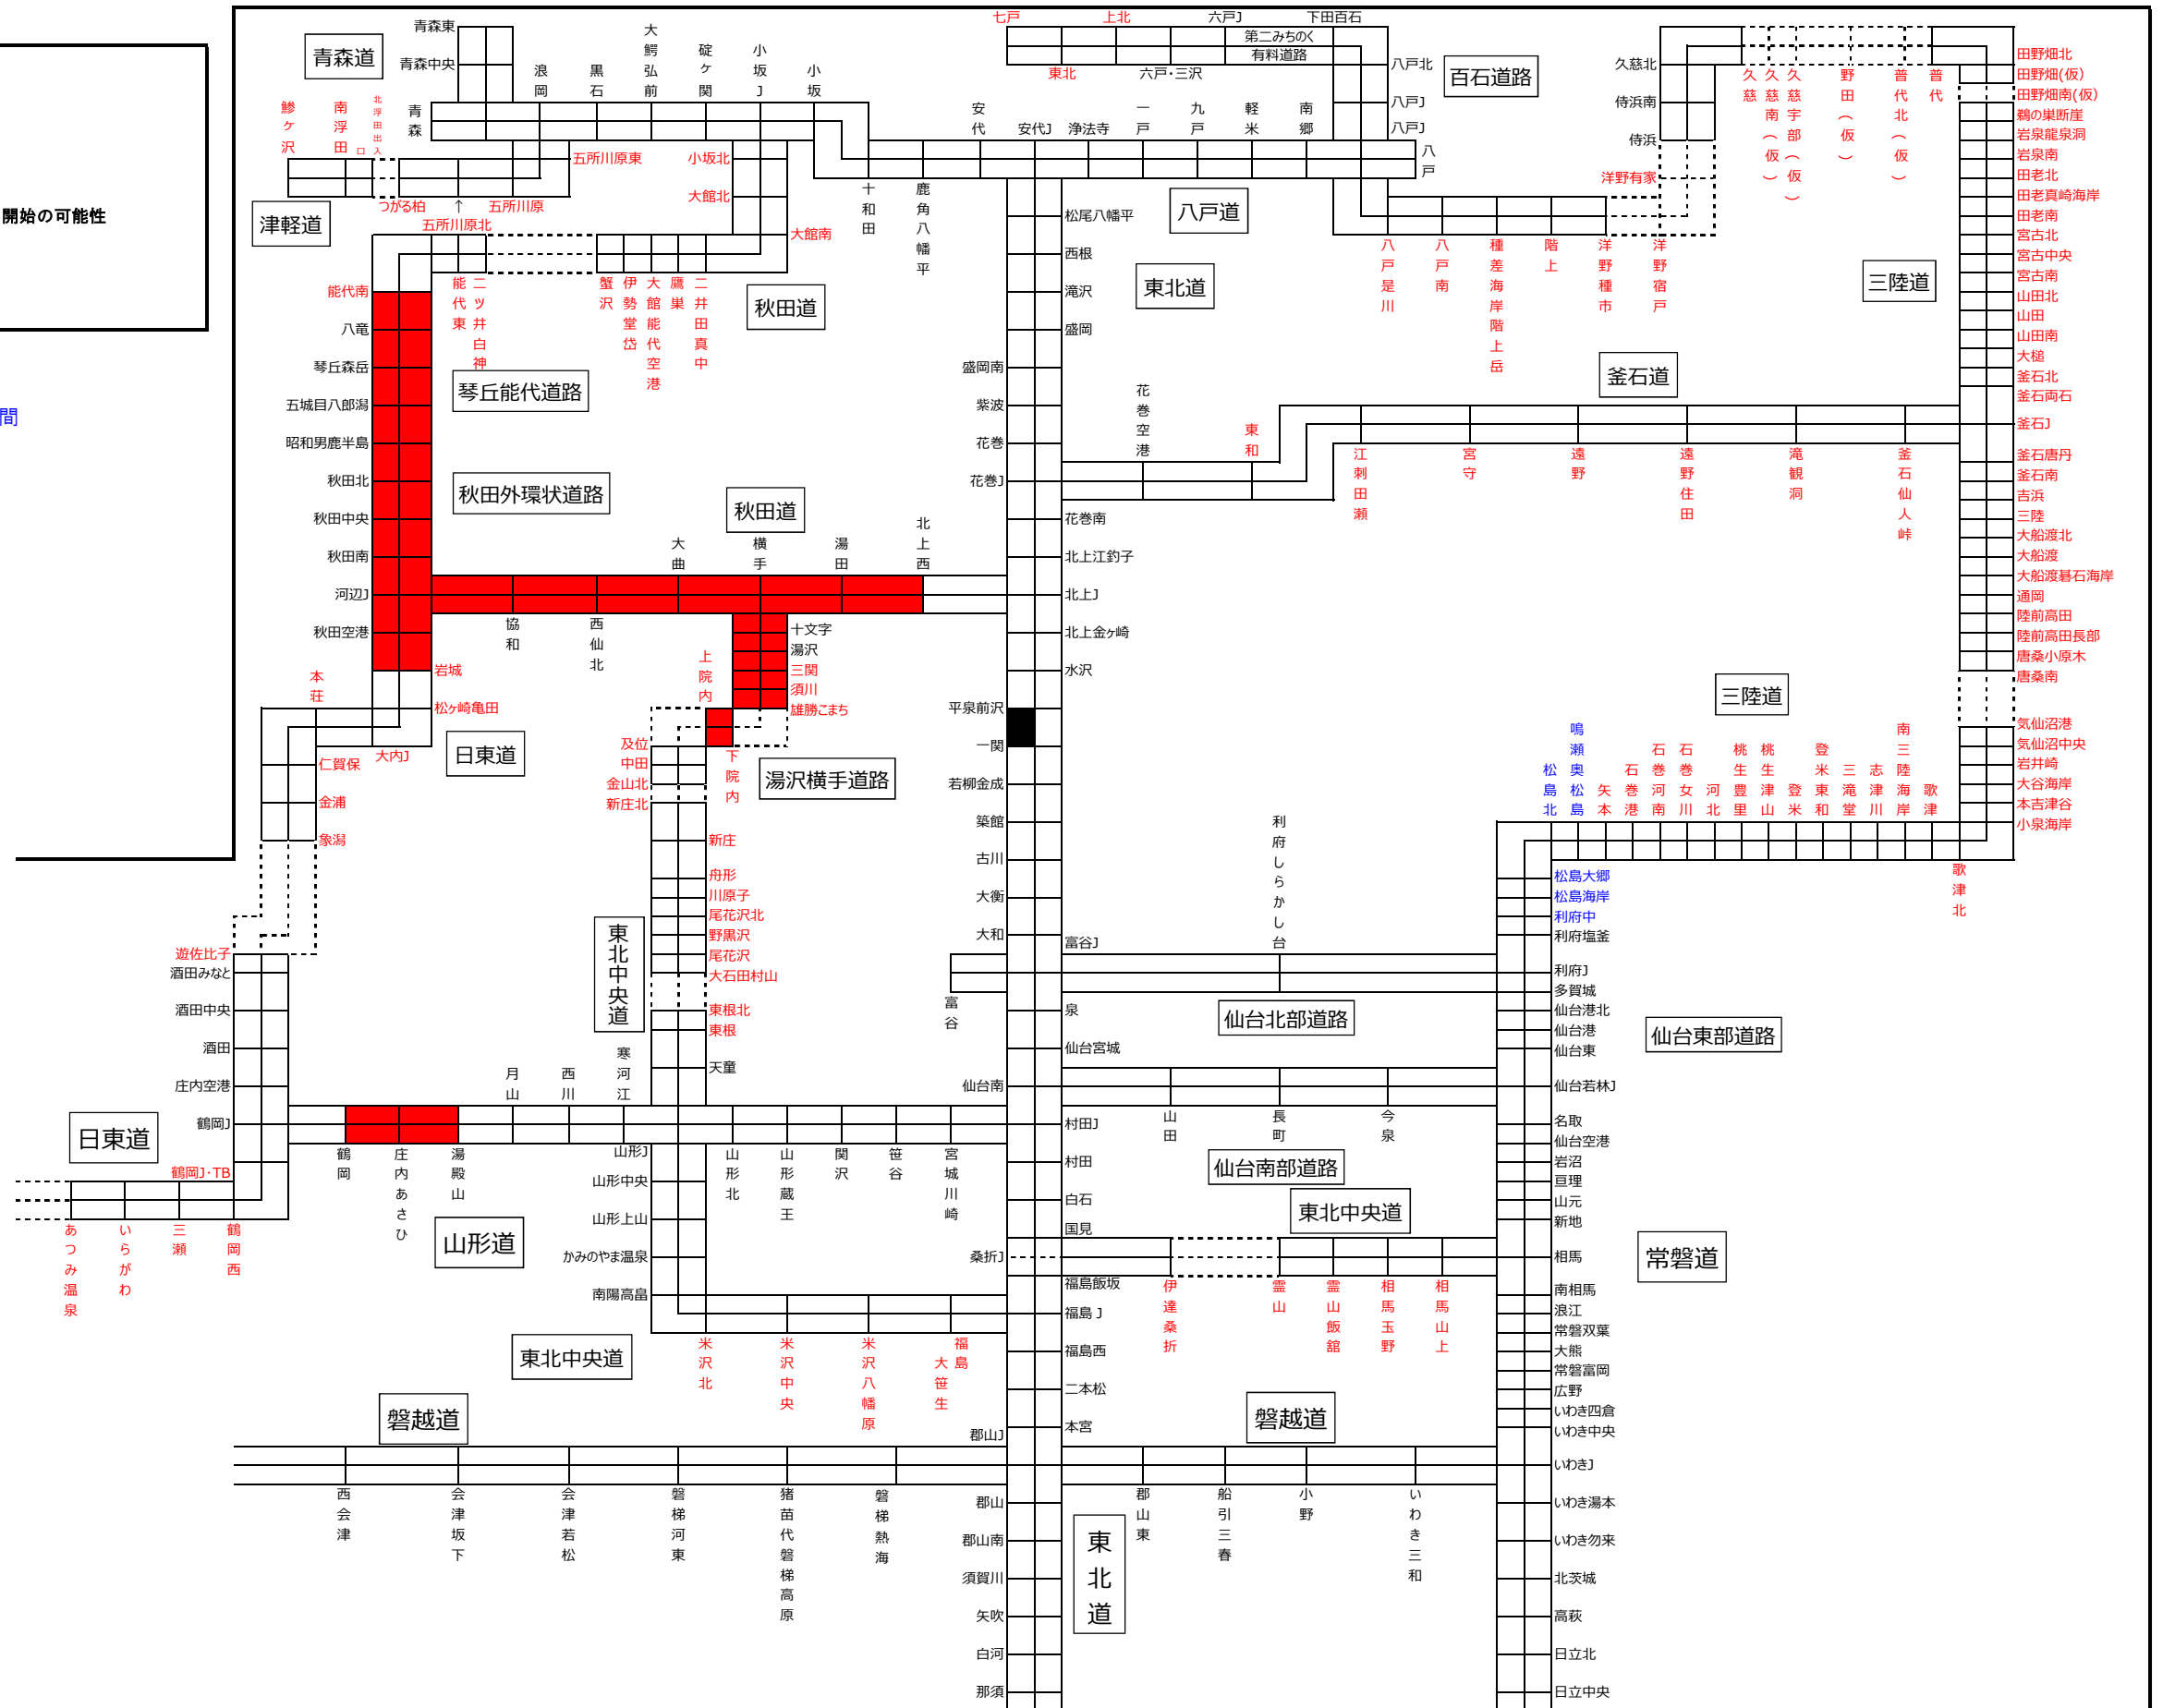 開始の可能性
間
青森道
青森東
青森中央
青森
浪岡
黒石
大鰐弘前
碇ヶ関
小坂J
小坂
七戸
上北
六戸J
下田百石
第二みちのく
有料道路
東北
六戸・三沢
八戸北
八戸J
八戸J
八戸
百石道路
久慈北
侍浜南
侍浜
洋野有家
久慈
久慈南(仮)
久慈宇部(仮)
野田(仮)
普代北(仮)
普代
田野畑北
田野畑(仮)
田野畑南(仮)
鵜の巣断崖
岩泉龍泉洞
岩泉南
田老北
田老真崎海岸
田老南
宮古北
宮古中央
宮古南
山田北
山田
山田南
大槌
釜石北
釜石両石
釜石J
釜石唐丹
釜石南
吉浜
三陸
大船渡北
大船渡
大船渡碁石海岸
通岡
陸前高田
陸前高田長部
唐桑小原木
唐桑南
気仙沼港
気仙沼中央
岩井崎
大谷海岸
本吉津谷
小泉海岸
鰺ヶ沢
南浮田
北浮田出入口
五所川原東
つがる柏
↑
五所川原
五所川原北
津軽道
小坂北
大館北
大館南
十和田
鹿角八幡平
安代
安代J
浄法寺
一戸
九戸
軽米
南郷
八戸道
松尾八幡平
西根
滝沢
盛岡
盛岡南
紫波
花巻
花巻J
花巻南
北上江釣子
北上J
北上金ヶ崎
水沢
平泉前沢
一関
若柳金成
築館
古川
大衡
大和
富谷J
富谷
泉
仙台宮城
仙台南
村田J
村田
白石
国見
桑折J
福島飯坂
福島J
福島西
二本松
本宮
郡山J
郡山
郡山南
須賀川
矢吹
白河
那須
東北道
東北道
八戸是川
八戸南
種差海岸階上岳
階上
洋野種市
洋野宿戸
三陸道
釜石道
花巻空港
東和
江刺田瀬
宮守
遠野
遠野住田
滝観洞
釜石仙人峠
能代南
八竜
琴丘森岳
五城目八郎潟
昭和男鹿半島
秋田北
秋田中央
秋田南
河辺J
秋田空港
岩城
松ヶ崎亀田
能代東
二ツ井白神
蟹沢
伊勢堂岱
大館能代空港
鷹巣
二井田真中
秋田道
琴丘能代道路
秋田外環状道路
秋田道
協和
西仙北
大曲
横手
湯田
北上西
十文字
湯沢
三関
須川
雄勝こまち
上院内
下院内
及位
中田
金山北
新庄北
湯沢横手道路
新庄
舟形
川原子
尾花沢北
野黒沢
尾花沢
大石田村山
東根北
東根
天童
東北中央道
本荘
大内J
日東道
仁賀保
金浦
象潟
遊佐比子
酒田みなと
酒田中央
酒田
庄内空港
鶴岡J
鶴岡J・TB
日東道
あつみ温泉
いらがわ
三瀬
鶴岡西
鶴岡
庄内あさひ
湯殿山
月山
西川
寒河江
山形J
山形北
山形蔵王
関沢
笹谷
宮城川崎
山形道
山形中央
山形上山
かみのやま温泉
南陽高畠
米沢北
米沢中央
米沢八幡原
福島大笹生
東北中央道
磐越道
西会津
会津坂下
会津若松
磐梯河東
猪苗代磐梯高原
磐梯熱海
磐越道
郡山東
船引三春
小野
いわき三和
三陸道
松島北
鳴瀬奥松島
矢本
石巻港
石巻河南
石巻女川
河北
桃生豊里
桃生津山
登米
登米東和
三滝堂
志津川
南三陸海岸
歌津
歌津北
松島大郷
松島海岸
利府中
利府塩釜
利府J
多賀城
仙台港北
仙台港
仙台東
仙台若林J
名取
仙台空港
岩沼
亘理
山元
新地
相馬
南相馬
浪江
常磐双葉
大熊
常磐富岡
広野
いわき四倉
いわき中央
いわきJ
いわき湯本
いわき勿来
北茨城
高萩
日立北
日立中央
利府しらかし台
仙台北部道路
仙台東部道路
山田
長町
今泉
仙台南部道路
東北中央道
伊達桑折
霊山
霊山飯舘
相馬玉野
相馬山上
常磐道